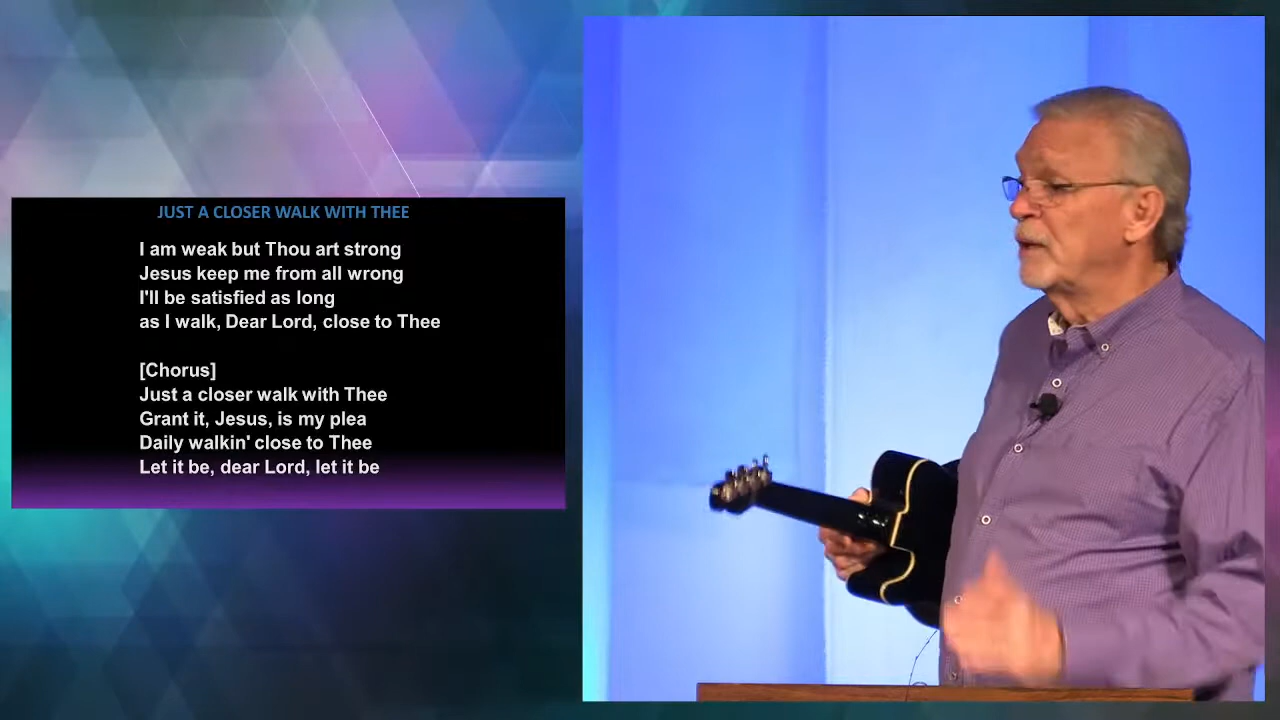 JUST A CLOSER WALK WITH THEE
I am weak but Thou art strong
Jesus keep me from all wrong
I'll be satisfied as long
as I walk, Dear Lord, close to Thee
[Chorus]
Just a closer walk with Thee
Grant it, Jesus, is my plea
Daily walkin' close to Thee
Let it be, dear Lord, let it be